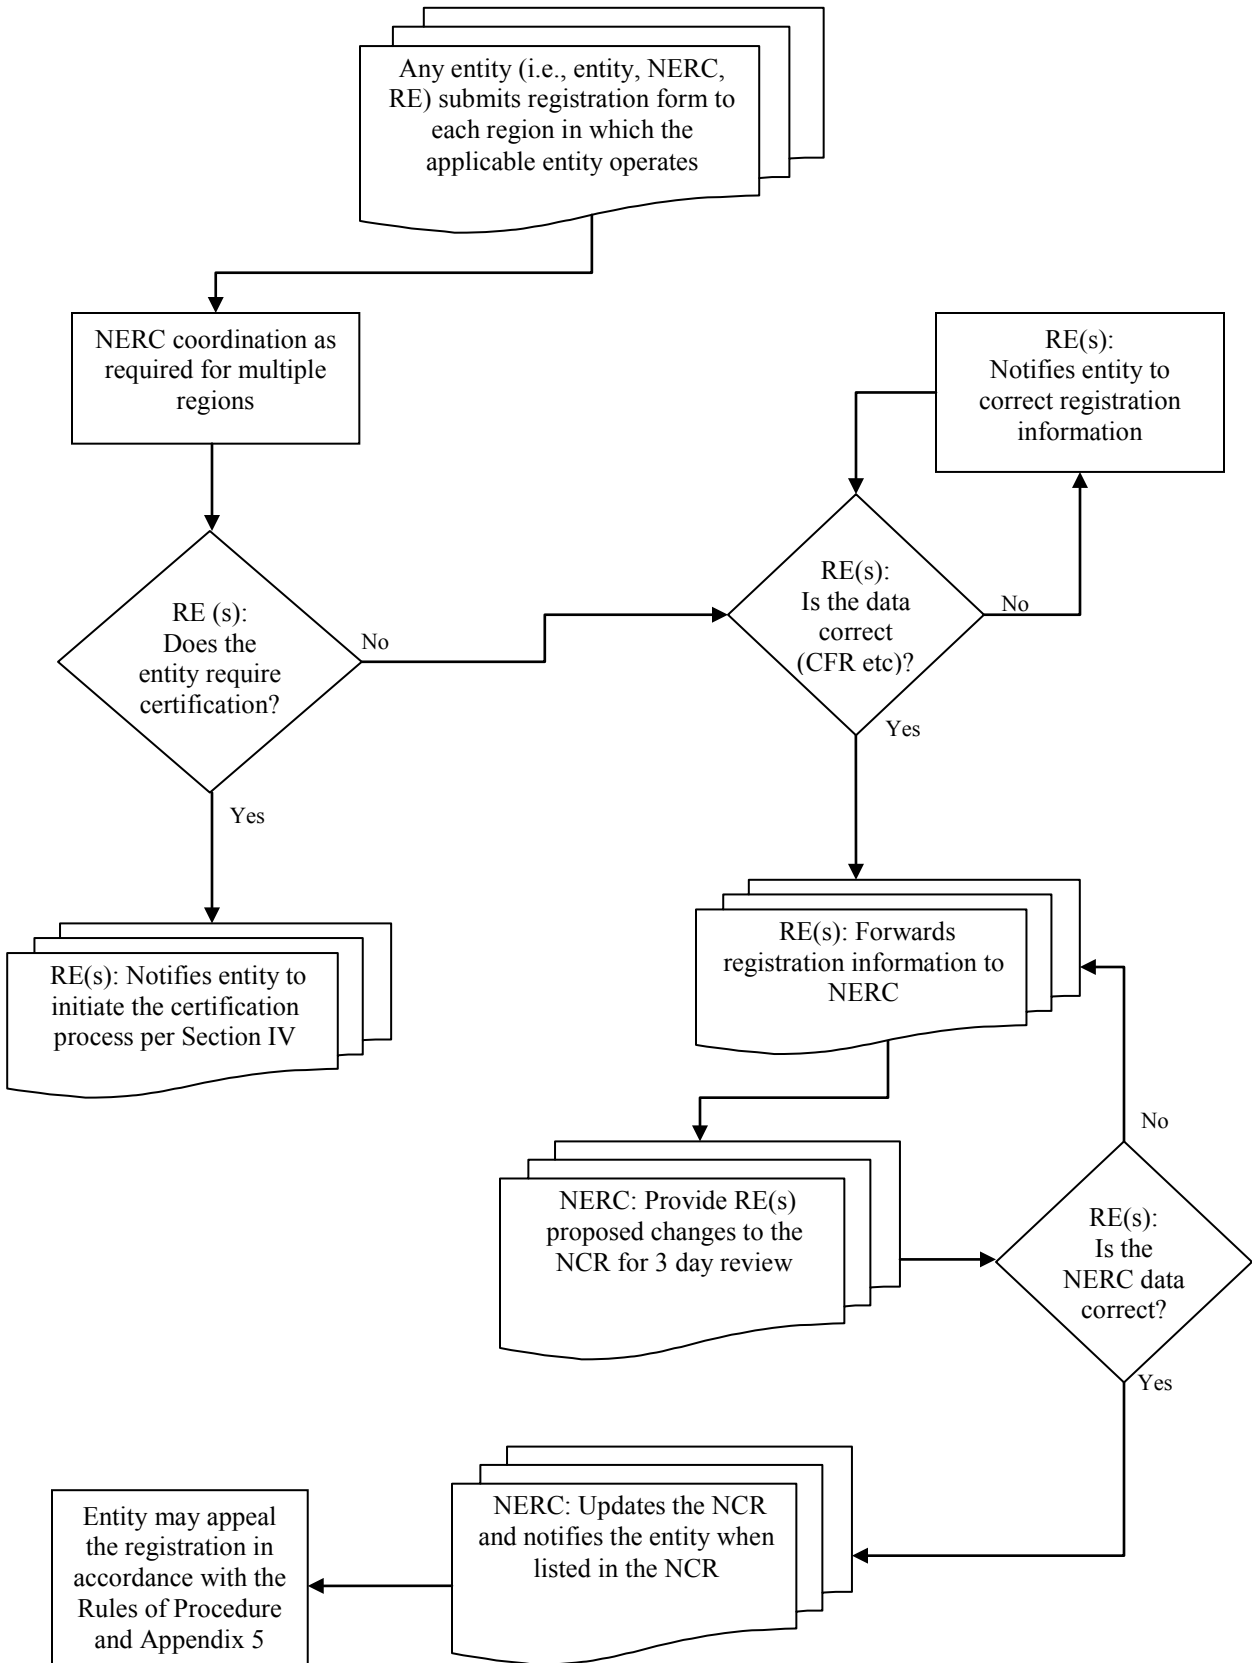 Any entity (i.e., entity, NERC,
RE) submits registration form to
each region in which the
applicable entity operates
NERC coordination as
required for multiple
regions
RE(s):
Notifies entity to
correct registration
information
RE (s):
Does the
entity require
certification?
No
Yes
RE(s):
Is the data
correct
(CFR etc)?
No
Yes
RE(s): Notifies entity to
initiate the certification
process per Section IV
RE(s): Forwards
registration information to
NERC
NERC: Provide RE(s)
proposed changes to the
NCR for 3 day review
No
RE(s):
Is the
NERC data
correct?
Yes
NERC: Updates the NCR
and notifies the entity when
listed in the NCR
Entity may appeal
the registration in
accordance with the
Rules of Procedure
and Appendix 5